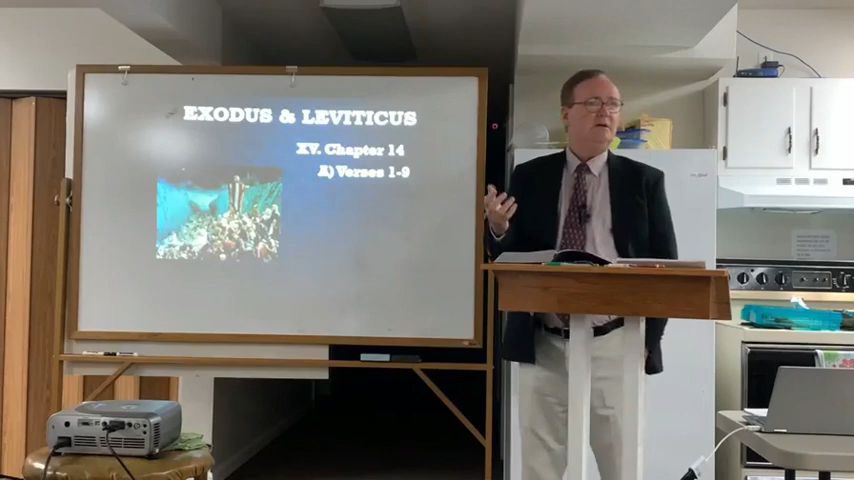 EXODUS & LEVITICUS
XV. Chapter 14
A) Verses 1-9